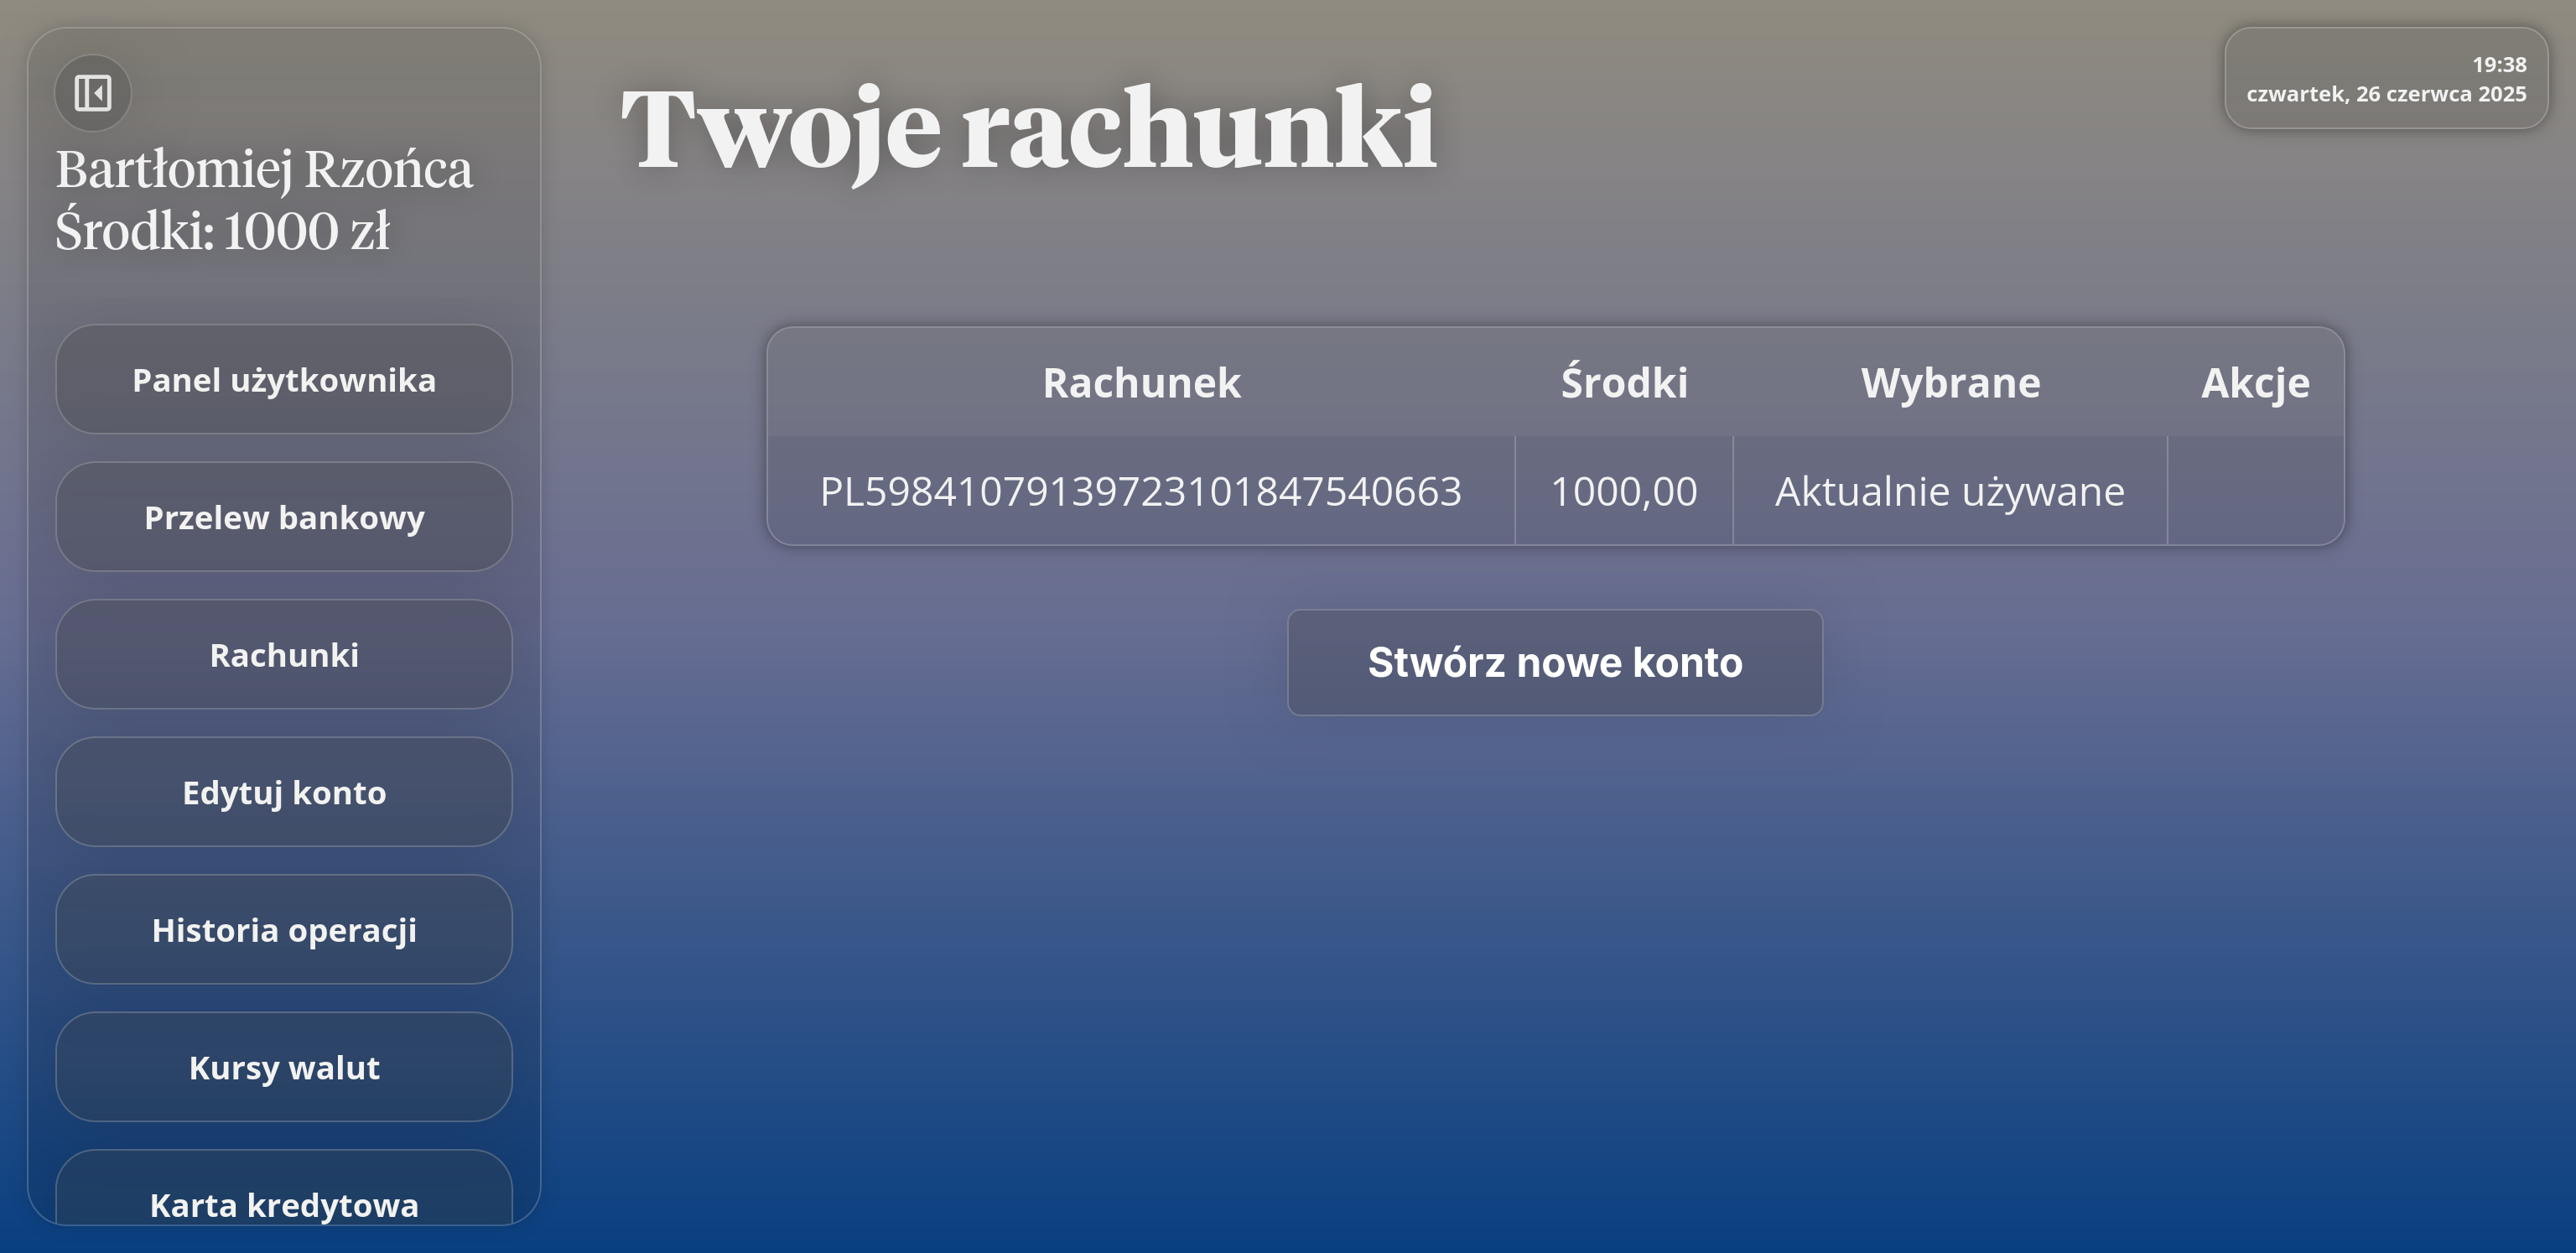 Bartłomiej Rzońca
Środki: 1000 zł
Panel użytkownika
Przelew bankowy
Rachunki
Edytuj konto
Historia operacji
Kursy walut
Karta kredytowa
Twoje rachunki
19:38
czwartek, 26 czerwca 2025
Rachunek Środki Wybrane Akcje
PL59841079139723101847540663 1000,00 Aktualnie używane
Stwórz nowe konto